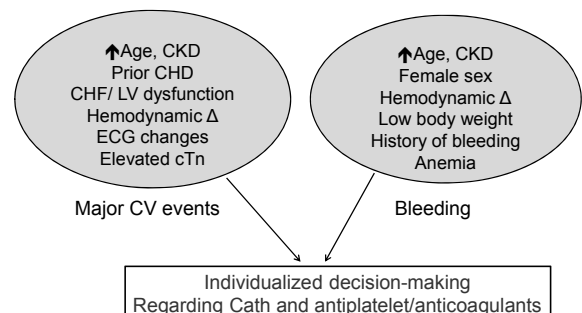 ↑Age, CKD
Prior CHD
CHF/ LV dysfunction
Hemodynamic Δ
ECG changes
Elevated cTn
↑Age, CKD
Female sex
Hemodynamic Δ
Low body weight
History of bleeding
Anemia
Major CV events
Bleeding
Individualized decision-making
Regarding Cath and antiplatelet/anticoagulants